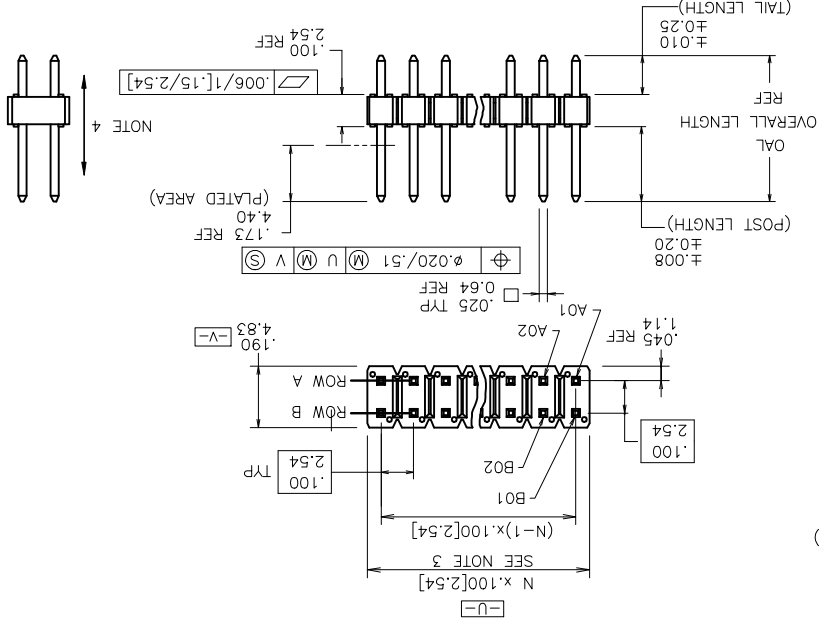 -U-
N x.100[2.54]
SEE NOTE 3
(N-1)x.100[2.54]
B01
B02
.100
2.54
TYP
.100
2.54
ROW B
ROW A
.190
4.83
-V-
.045
1.14
REF
A01
A02
.025 TYP
0.64 REF
ø.020/.51 Ⓜ U Ⓜ V Ⓢ
±.008
±0.20
(POST LENGTH)
.173 REF
4.40
(PLATED AREA)
OAL
OVERALL LENGTH
REF
NOTE 4
.006/1[.15/2.54]
.100
2.54
REF
±.010
±0.25
(TAIL LENGTH)
)